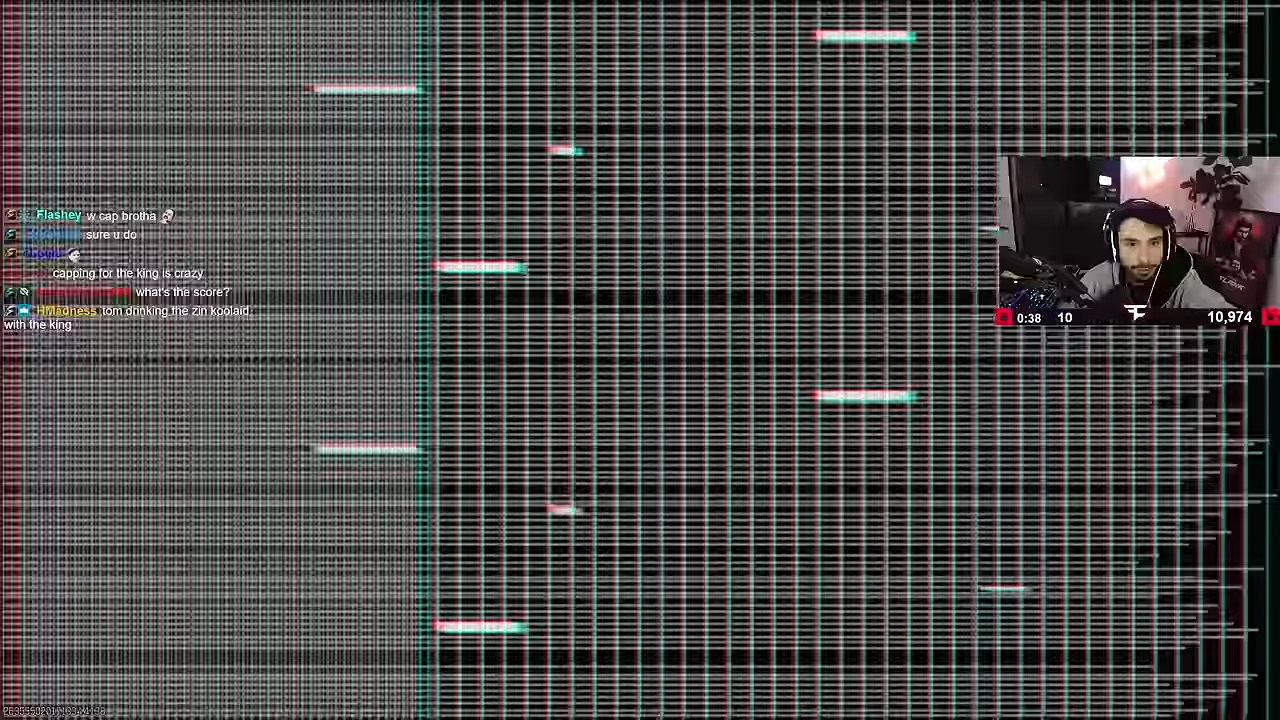 Flashey w cap brotha
sure u do
capping for the king is crazy
what's the score?
HMadness tom drinking the zin koolaid
with the king
0:38 10 10,974